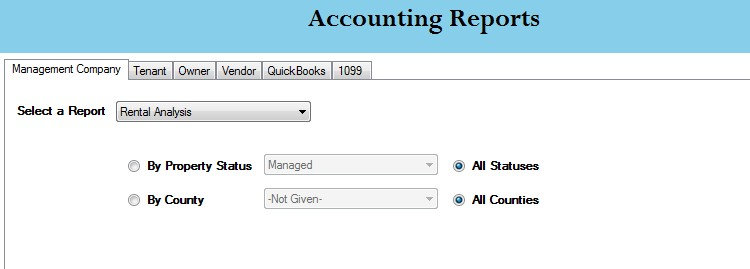 Accounting Reports
Management Company Tenant Owner Vendor QuickBooks 1099
Select a Report Rental Analysis
By Property Status Managed All Statuses
By County -Not Given- All Counties